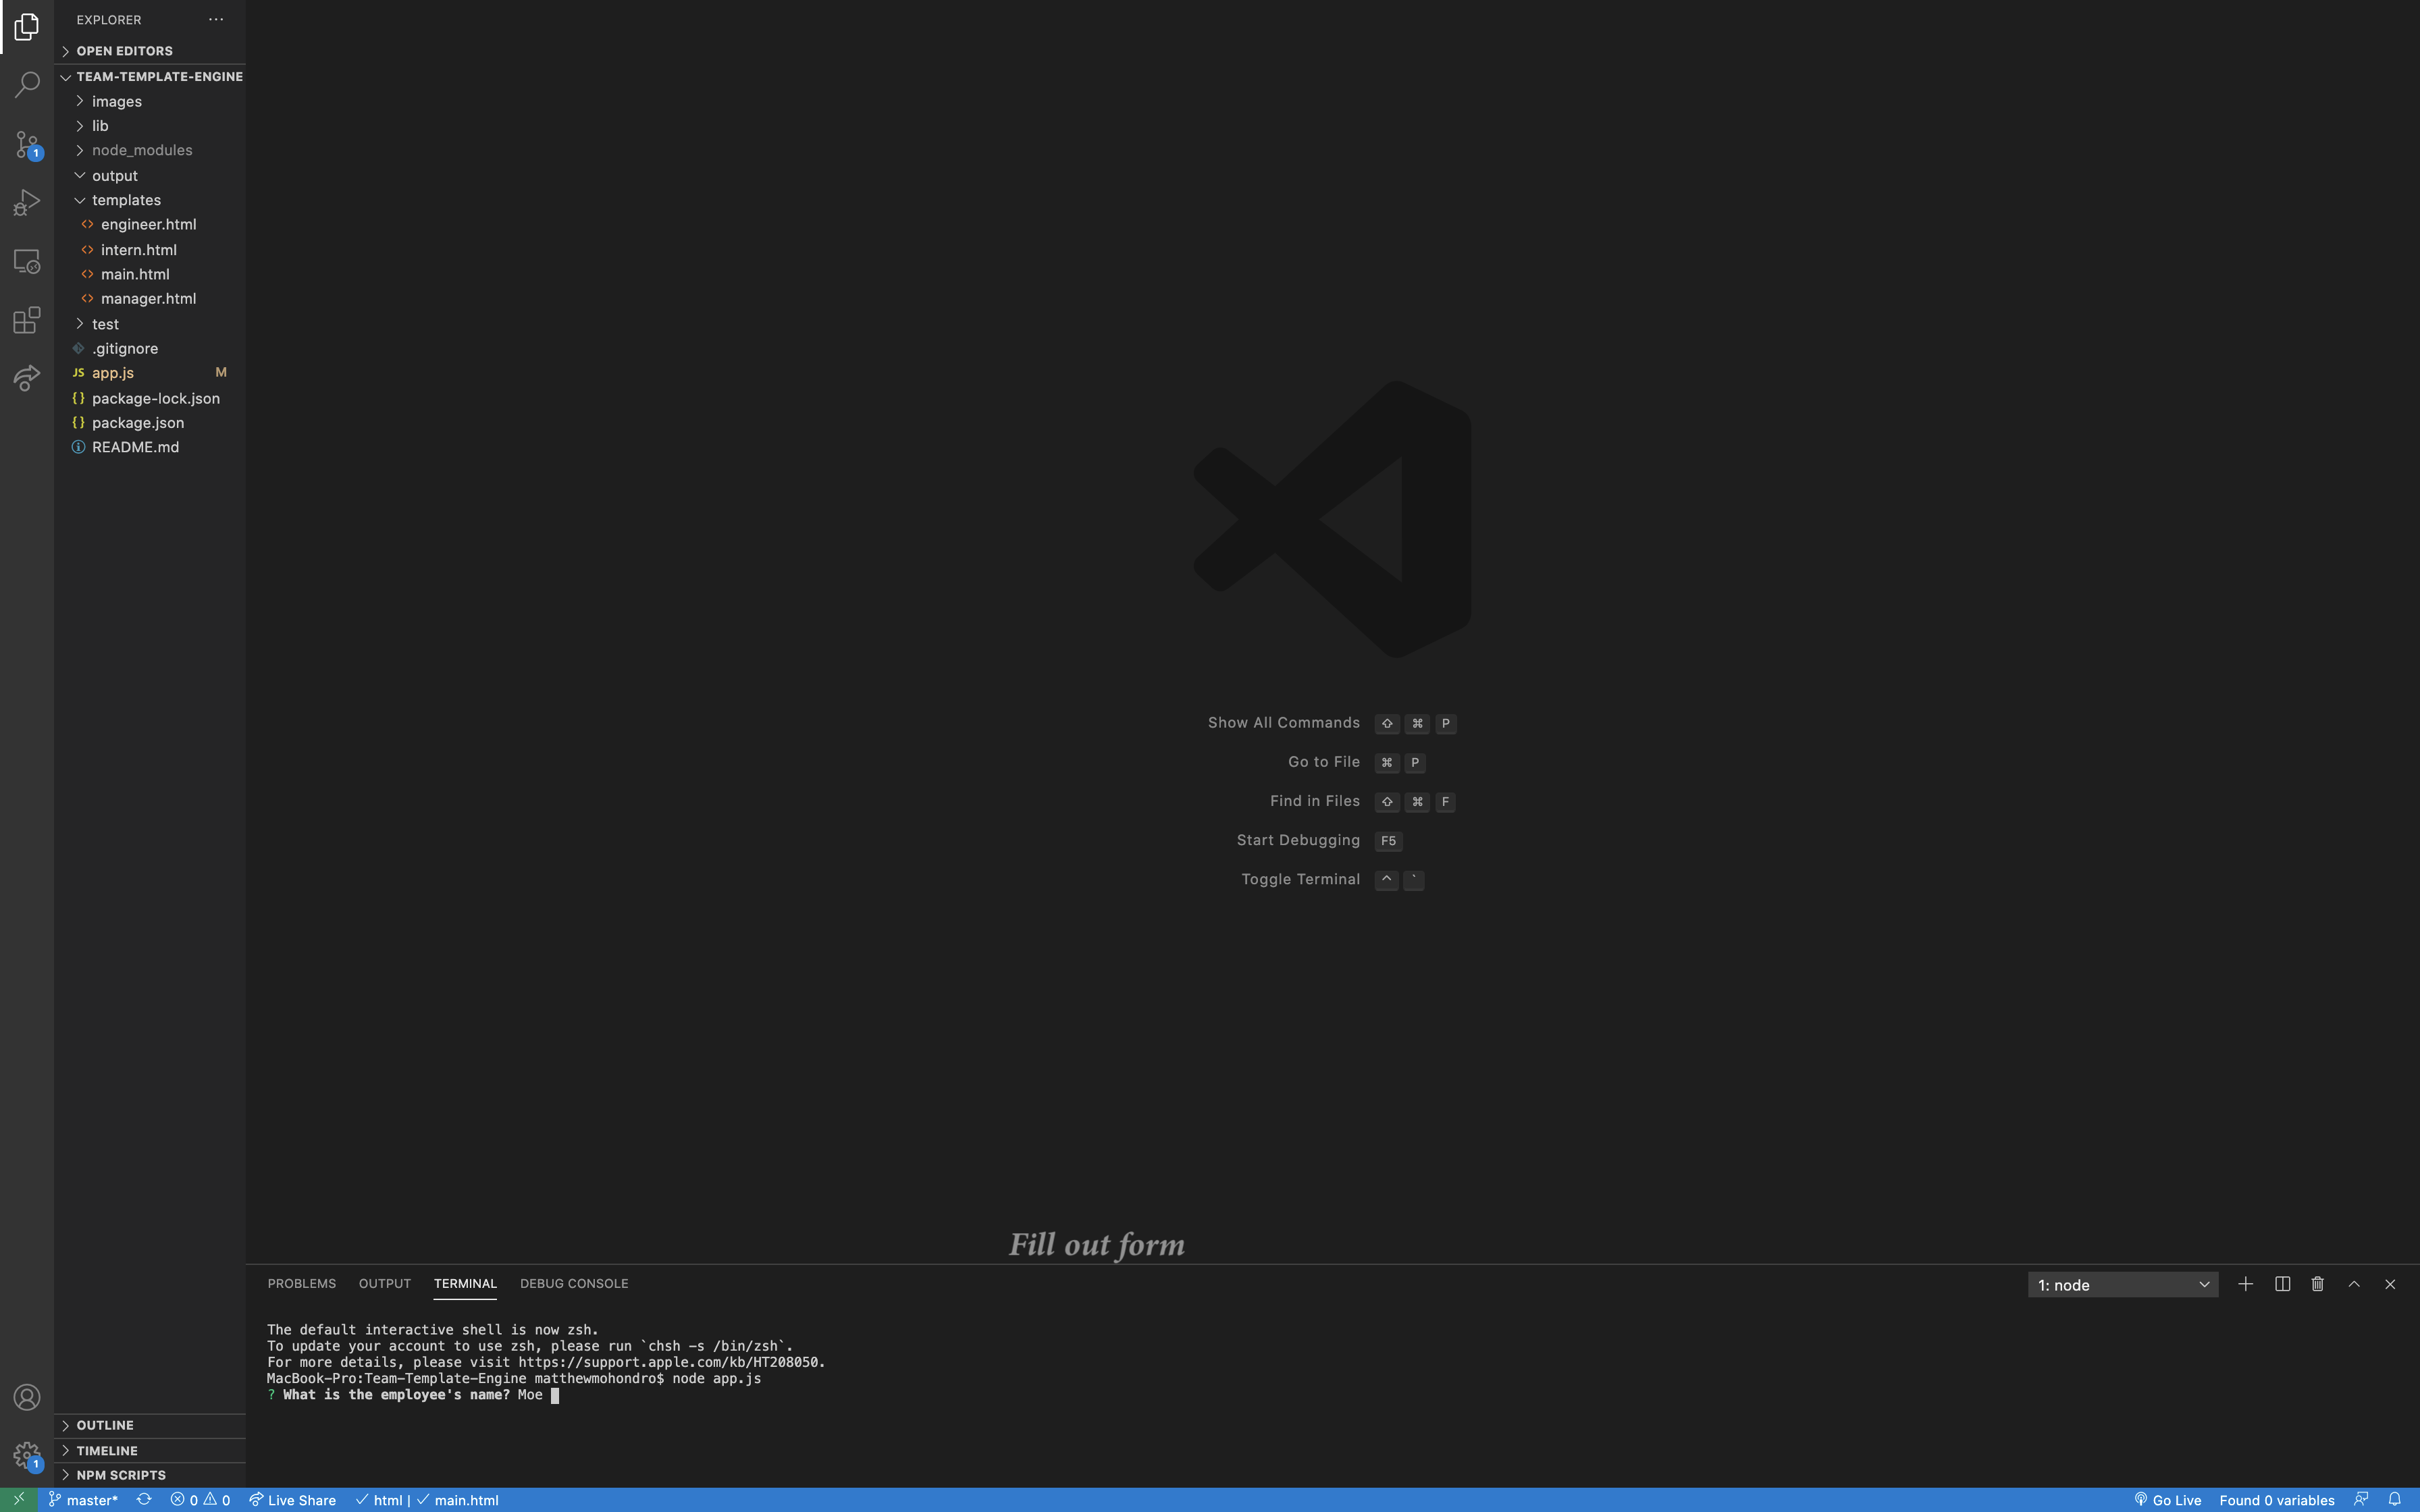 EXPLORER
OPEN EDITORS
TEAM-TEMPLATE-ENGINE
images
lib
node_modules
output
templates
engineer.html
intern.html
main.html
manager.html
test
.gitignore
JS app.js M
{} package-lock.json
{} package.json
README.md
OUTLINE
TIMELINE
NPM SCRIPTS
1
1
Show All Commands ⇧ ⌘ P
Go to File ⌘ P
Find in Files ⇧ ⌘ F
Start Debugging F5
Toggle Terminal ^ `
Fill out form
PROBLEMS OUTPUT TERMINAL DEBUG CONSOLE
1: node
The default interactive shell is now zsh.
To update your account to use zsh, please run `chsh -s /bin/zsh`.
For more details, please visit https://support.apple.com/kb/HT208050.
MacBook-Pro:Team-Template-Engine matthewmohondro$ node app.js
? What is the employee's name? Moe
master* 0 0 Live Share html | main.html Go Live Found 0 variables